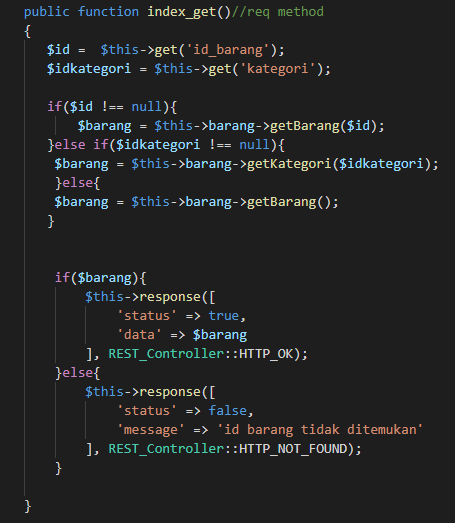 public function index_get()//req method
{
$id =  $this->get('id_barang');
$idkategori = $this->get('kategori');
if($id !== null){
$barang = $this->barang->getBarang($id);
}else if($idkategori !== null){
$barang = $this->barang->getKategori($idkategori);
}else{
$barang = $this->barang->getBarang();
}
if($barang){
$this->response([
'status' => true,
'data' => $barang
], REST_Controller::HTTP_OK);
}else{
$this->response([
'status' => false,
'message' => 'id barang tidak ditemukan'
], REST_Controller::HTTP_NOT_FOUND);
}
}